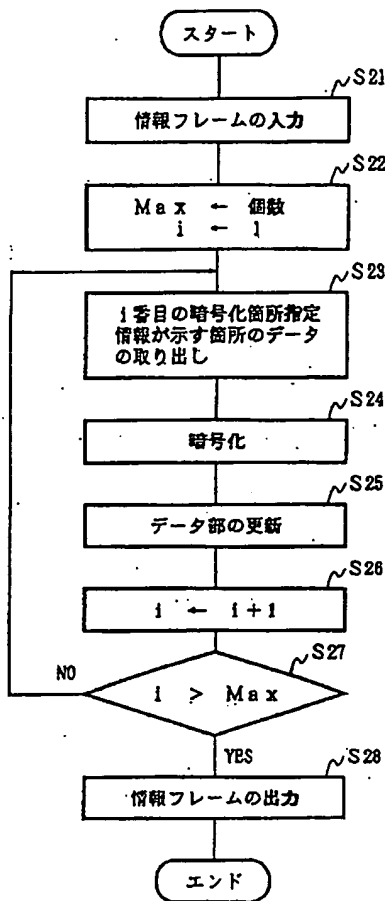 スタート
S21
情報フレームの入力
S22
Max ← 個数
i ← 1
S23
i番目の暗号化箇所指定
情報が示す箇所のデータ
の取り出し
S24
暗号化
S25
データ部の更新
S26
i ← i+1
S27
i > Max
NO
YES
S28
情報フレームの出力
エンド